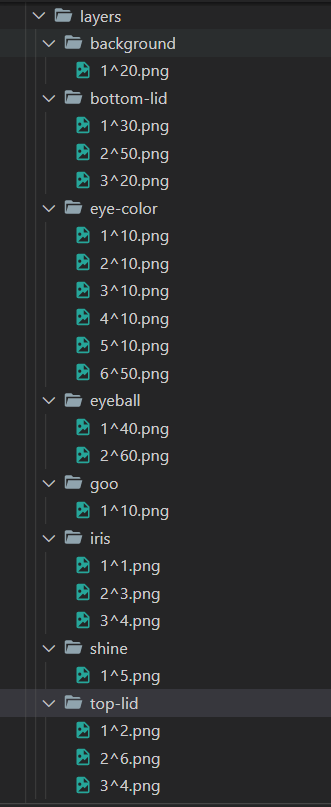 layers
background
1^20.png
bottom-lid
1^30.png
2^50.png
3^20.png
eye-color
1^10.png
2^10.png
3^10.png
4^10.png
5^10.png
6^50.png
eyeball
1^40.png
2^60.png
goo
1^10.png
iris
1^1.png
2^3.png
3^4.png
shine
1^5.png
top-lid
1^2.png
2^6.png
3^4.png